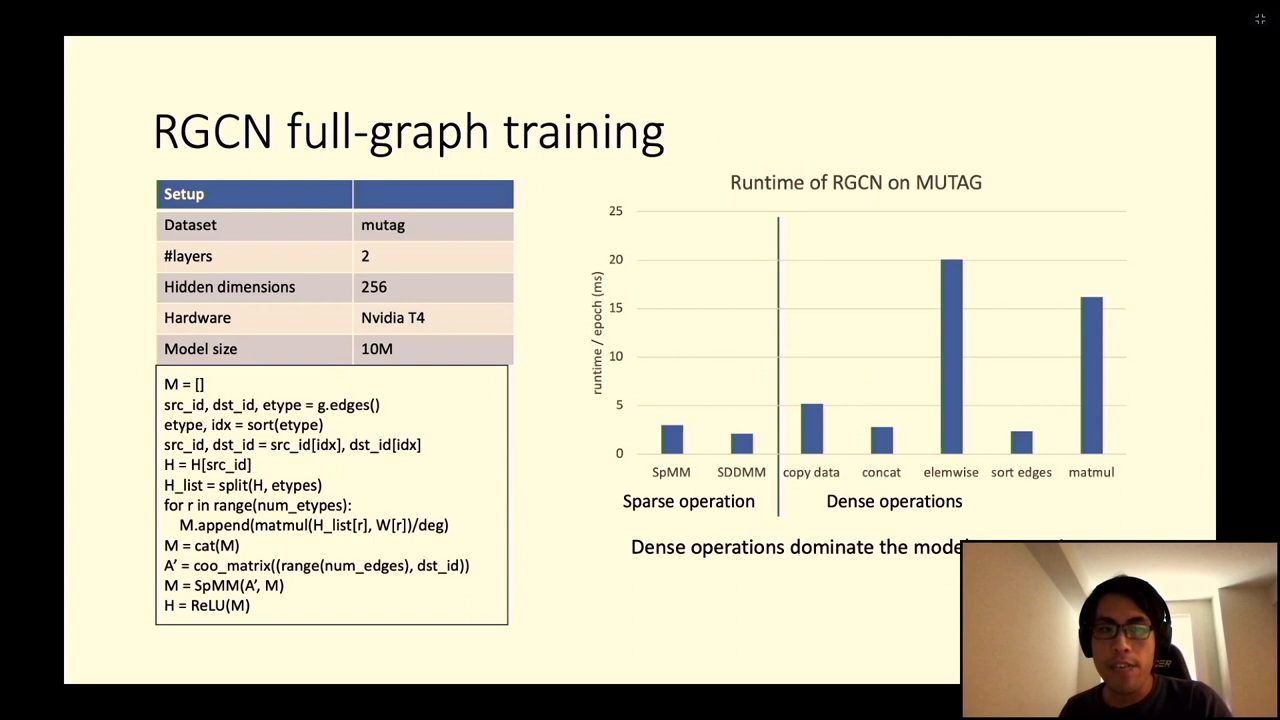 RGCN full-graph training
Setup
Dataset mutag
#layers 2
Hidden dimensions 256
Hardware Nvidia T4
Model size 10M
M = []
src_id, dst_id, etype = g.edges()
etype, idx = sort(etype)
src_id, dst_id = src_id[idx], dst_id[idx]
H = H[src_id]
H_list = split(H, etypes)
for r in range(num_etypes):
M.append(matmul(H_list[r], W[r])/deg)
M = cat(M)
A’ = coo_matrix((range(num_edges), dst_id))
M = SpMM(A’, M)
H = ReLU(M)
Runtime of RGCN on MUTAG
runtime / epoch (ms)
25
20
15
10
5
0
SpMM SDDMM copy data concat elemwise sort edges matmul
Sparse operation Dense operations
Dense operations dominate the